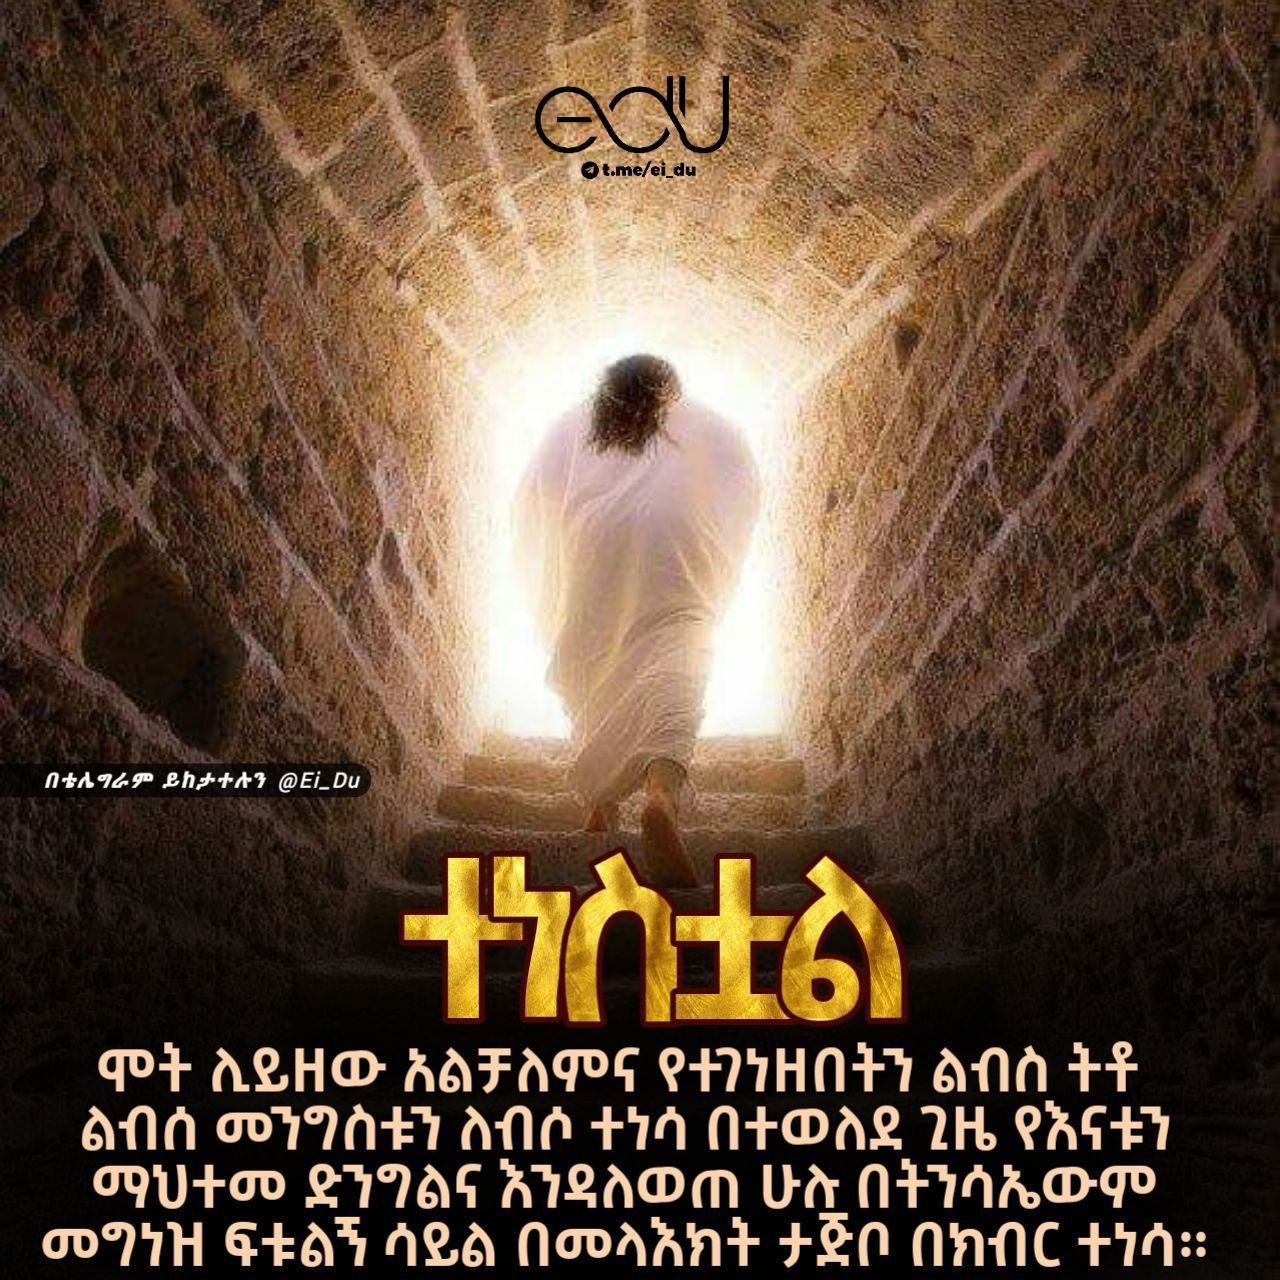 edu
t.me/ei_du
በቴሌግራም ይከታተሉን @Ei_Du
ተነስቷል
ሞት ሊይዘው አልቻለምና የተገነዘበትን ልብስ ትቶ
ልብሰ መንግስቱን ለብሶ ተነሳ በተወለደ ጊዜ የእናቱን
ማህተመ ድንግልና እንዳለወጠ ሁሉ በትንሳኤውም
መግነዝ ፍቱልኝ ሳይል በመላእክት ታጅቦ በክብር ተነሳ።